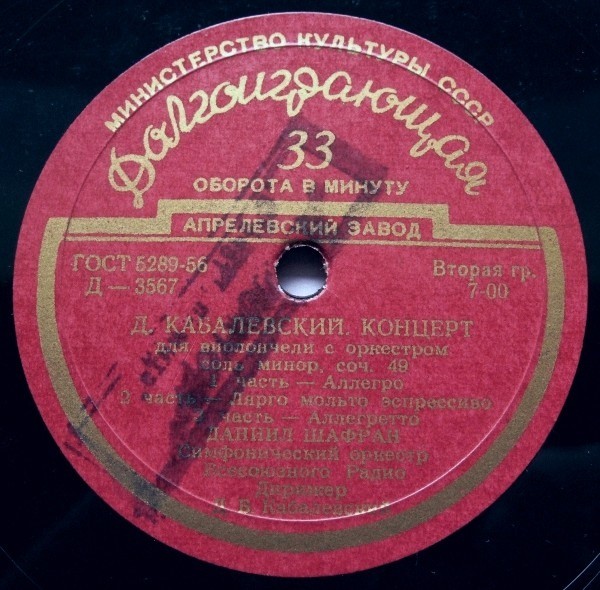 МИНИСТЕРСТВО КУЛЬТУРЫ СССР
Долгоиграющая
33
ОБОРОТА В МИНУТУ
АПРЕЛЕВСКИЙ ЗАВОД
ГОСТ 5289-56
Д — 3567
Вторая гр.
7-00
Д. КАБАЛЕВСКИЙ. КОНЦЕРТ
для виолончели с оркестром
соль минор, соч. 49
1 часть — Аллегро
2 часть — Ларго мольто эспрессиво
часть — Аллегретто
ДАНИИЛ ШАФРАН
Симфонический оркестр
Всесоюзного Радио
Дирижер
Д. Б. Кабалевский